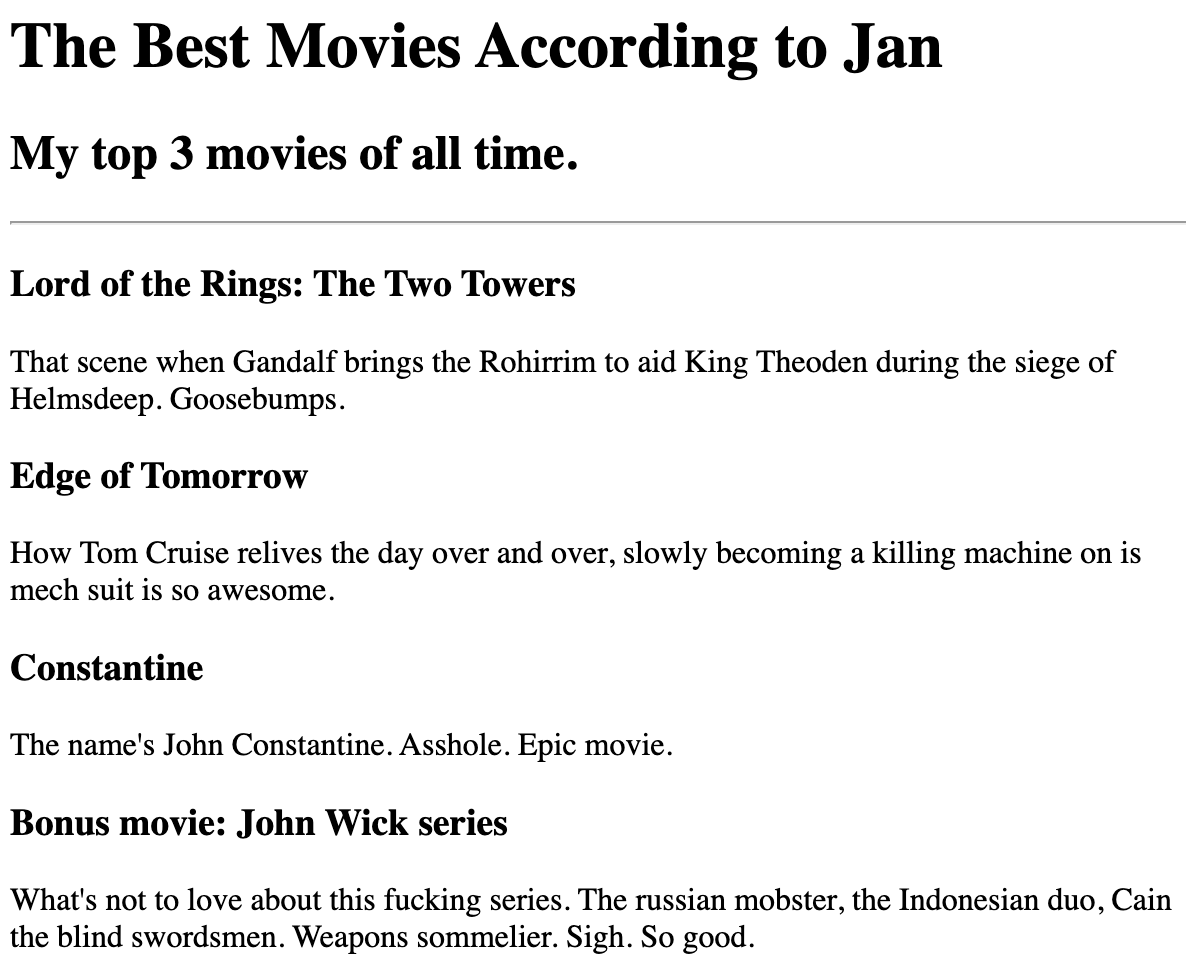 The Best Movies According to Jan
My top 3 movies of all time.
Lord of the Rings: The Two Towers
That scene when Gandalf brings the Rohirrim to aid King Theoden during the siege of
Helmsdeep. Goosebumps.
Edge of Tomorrow
How Tom Cruise relives the day over and over, slowly becoming a killing machine on is
mech suit is so awesome.
Constantine
The name's John Constantine. Asshole. Epic movie.
Bonus movie: John Wick series
What's not to love about this fucking series. The russian mobster, the Indonesian duo, Cain
the blind swordsmen. Weapons sommelier. Sigh. So good.